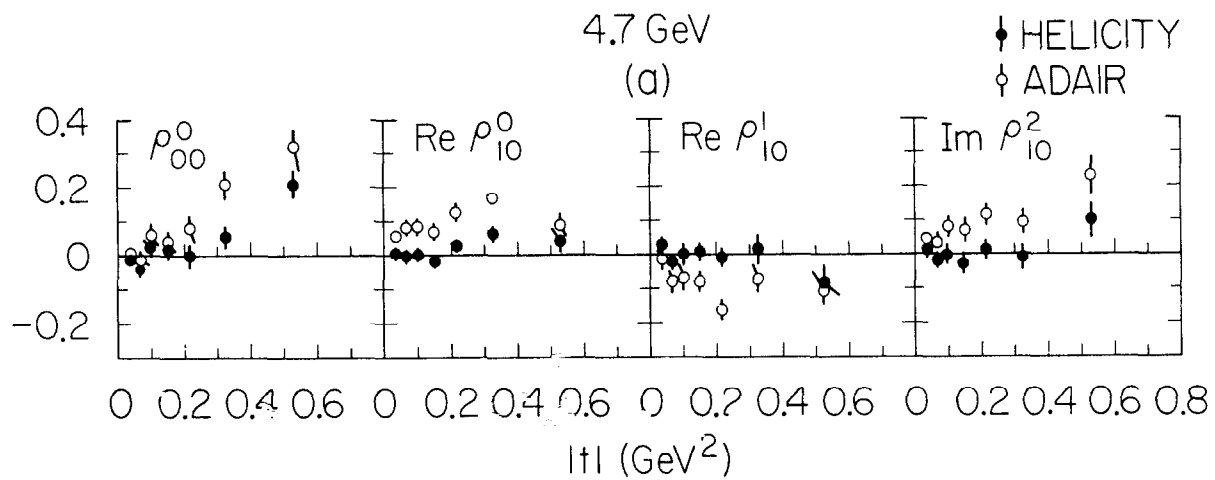 4.7 GeV
(a)
HELICITY
ADAIR
ρ⁰₀₀
Re ρ⁰₁₀
Re ρ¹₁₀
Im ρ²₁₀
0.4
0.2
0
−0.2
0 0.2 0.4 0.6 0 0.2 0.4 0.6 0 0.2 0.4 0.6 0 0.2 0.4 0.6 0.8
|t| (GeV²)